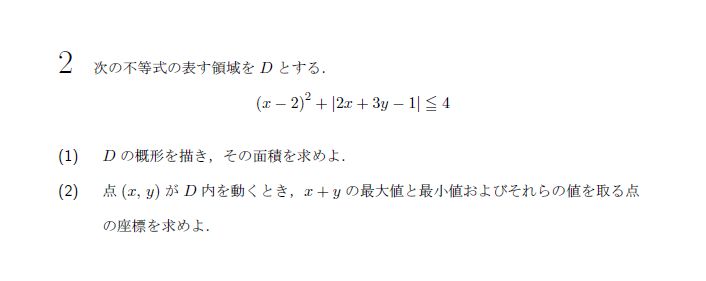 2 次の不等式の表す領域を D とする.
(x − 2)² + |2x + 3y − 1| ≦ 4
(1) D の概形を描き，その面積を求めよ.
(2) 点 (x, y) が D 内を動くとき，x + y の最大値と最小値およびそれらの値を取る点
の座標を求めよ.